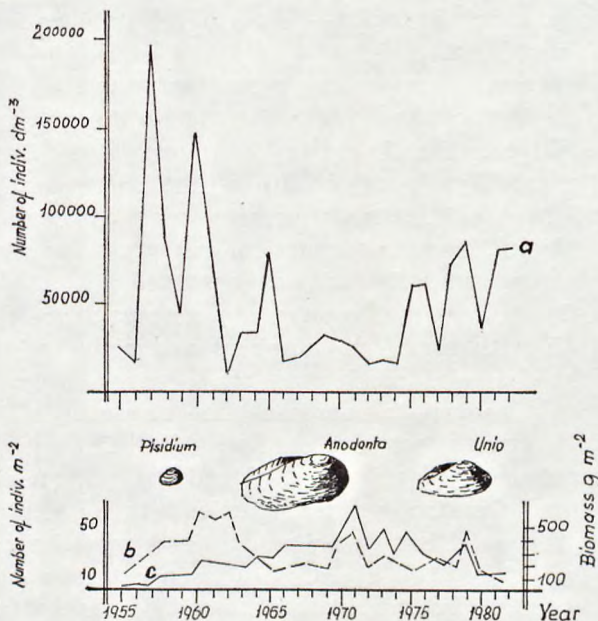 200000
150000
100000
50000
Number of indiv. dm⁻³
a
Pisidium
Anodonta
Unio
Number of indiv. m⁻²
50
10
b
c
500
100
Biomass g m⁻²
1955 1960 1965 1970 1975 1980 Year